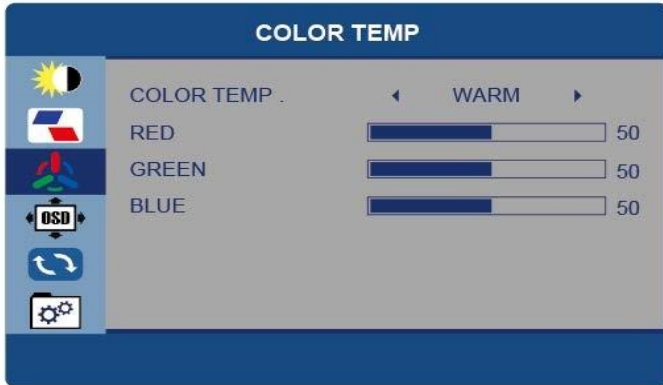 COLOR TEMP
COLOR TEMP . WARM
RED 50
GREEN 50
BLUE 50
OSD